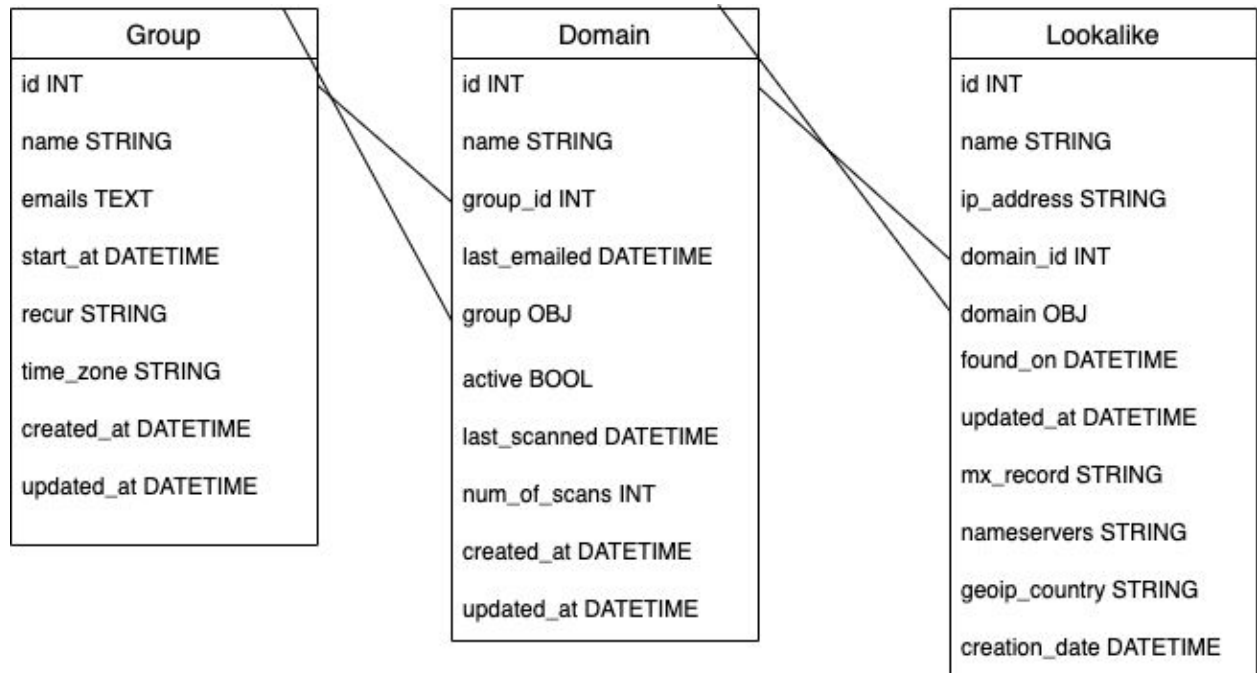 Group
id INT
name STRING
emails TEXT
start_at DATETIME
recur STRING
time_zone STRING
created_at DATETIME
updated_at DATETIME
Domain
id INT
name STRING
group_id INT
last_emailed DATETIME
group OBJ
active BOOL
last_scanned DATETIME
num_of_scans INT
created_at DATETIME
updated_at DATETIME
Lookalike
id INT
name STRING
ip_address STRING
domain_id INT
domain OBJ
found_on DATETIME
updated_at DATETIME
mx_record STRING
nameservers STRING
geoip_country STRING
creation_date DATETIME